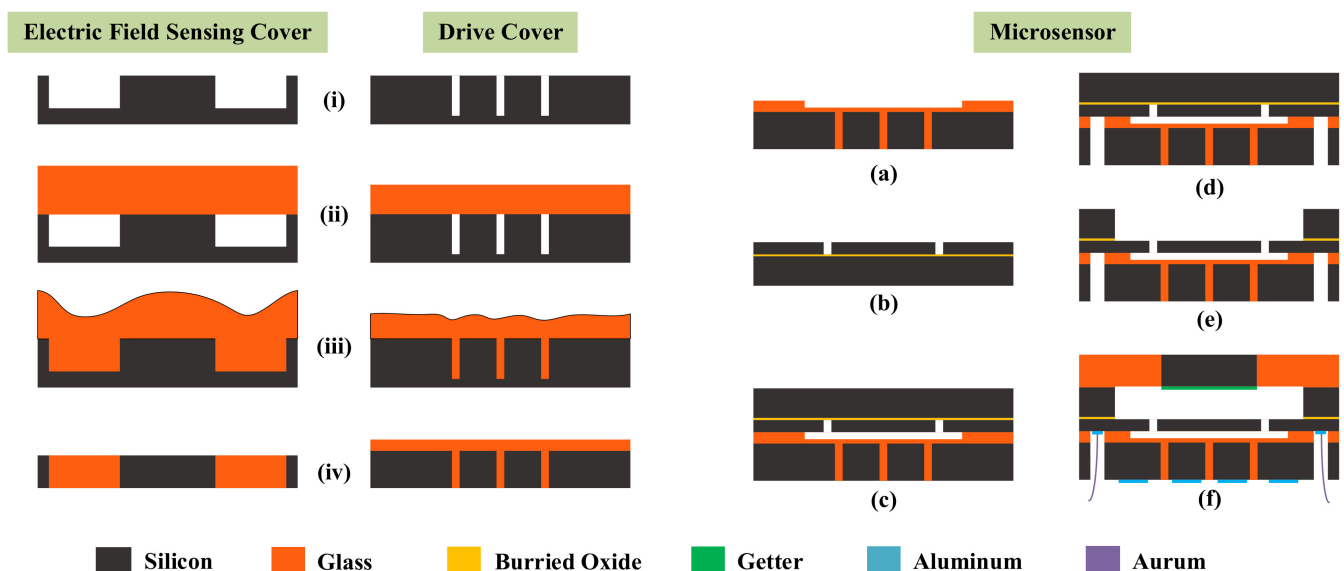 Electric Field Sensing Cover
Drive Cover
Microsensor
(i)
(ii)
(iii)
(iv)
(a)
(b)
(c)
(d)
(e)
(f)
Silicon
Glass
Burried Oxide
Getter
Aluminum
Aurum